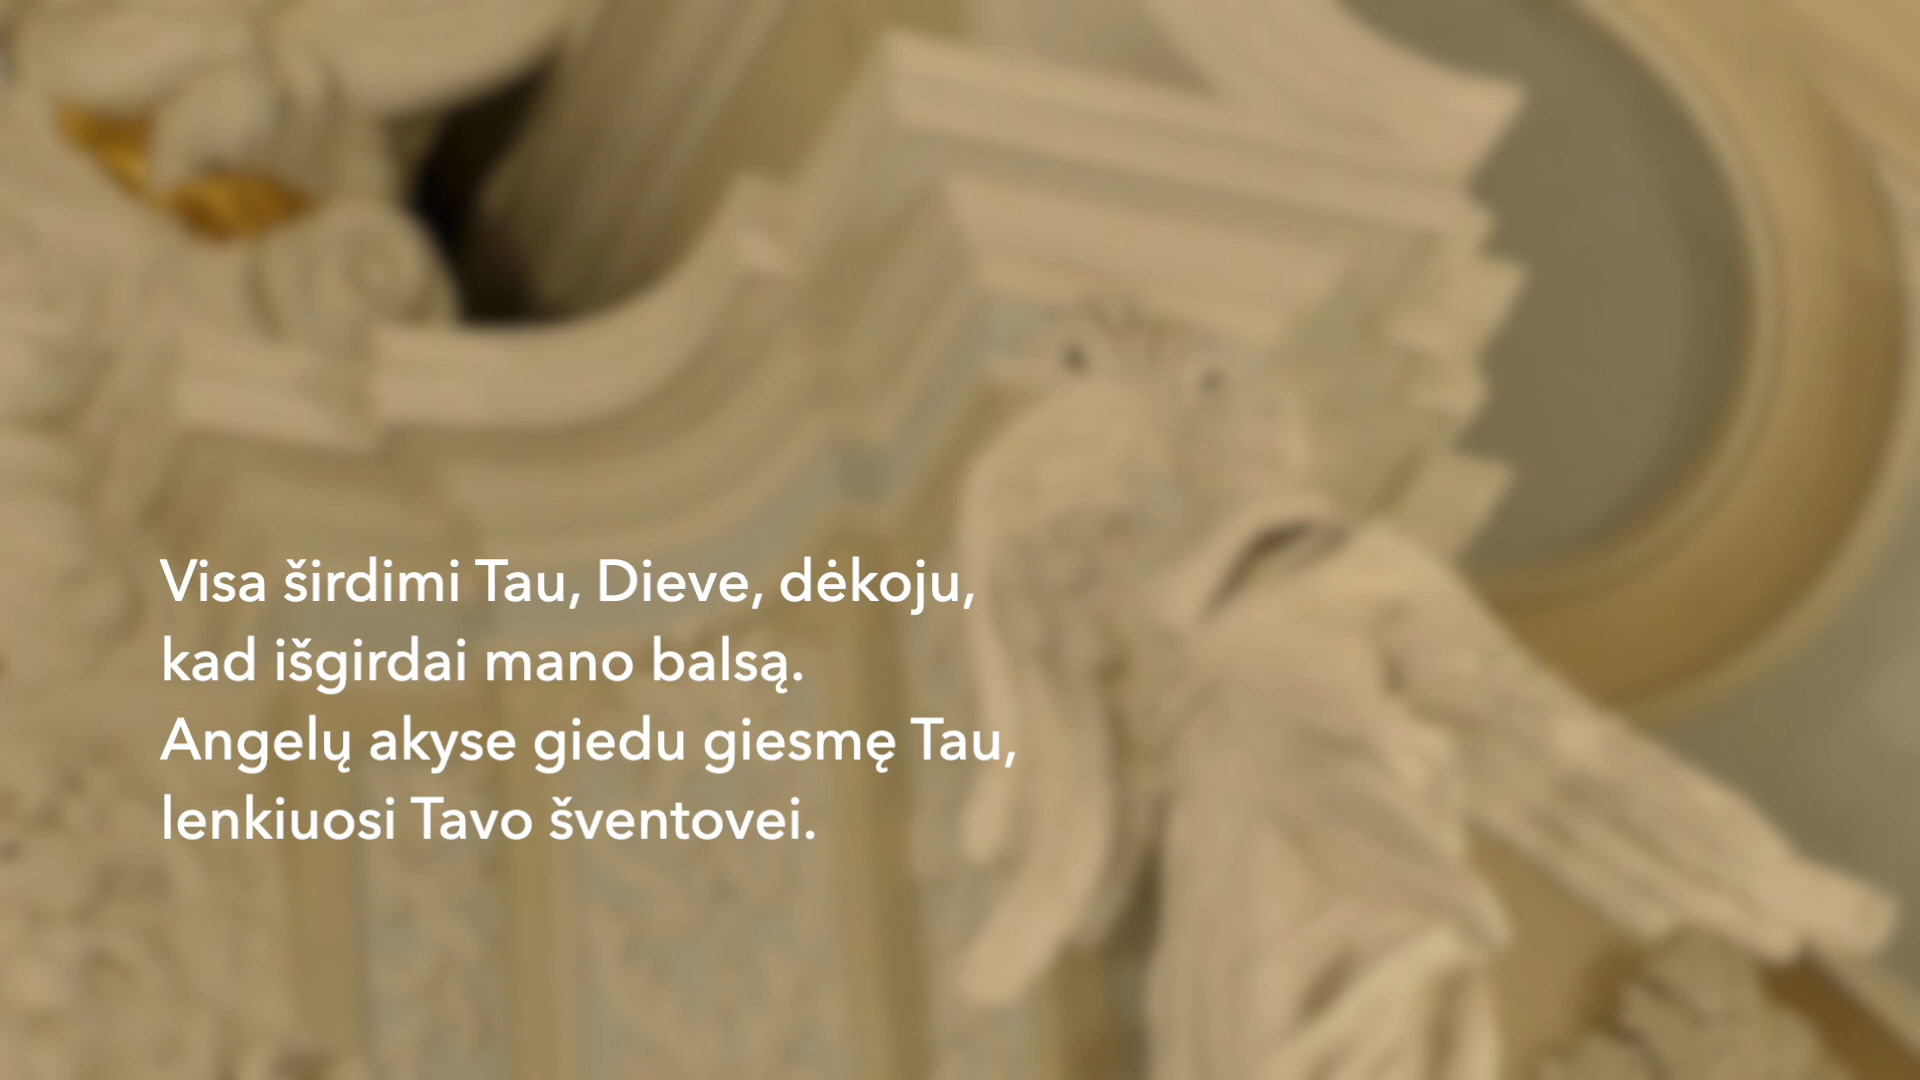 Visa širdimi Tau, Dieve, dėkoju,
kad išgirdai mano balsą.
Angelų akyse giedu giesmę Tau,
lenkiuosi Tavo šventovei.